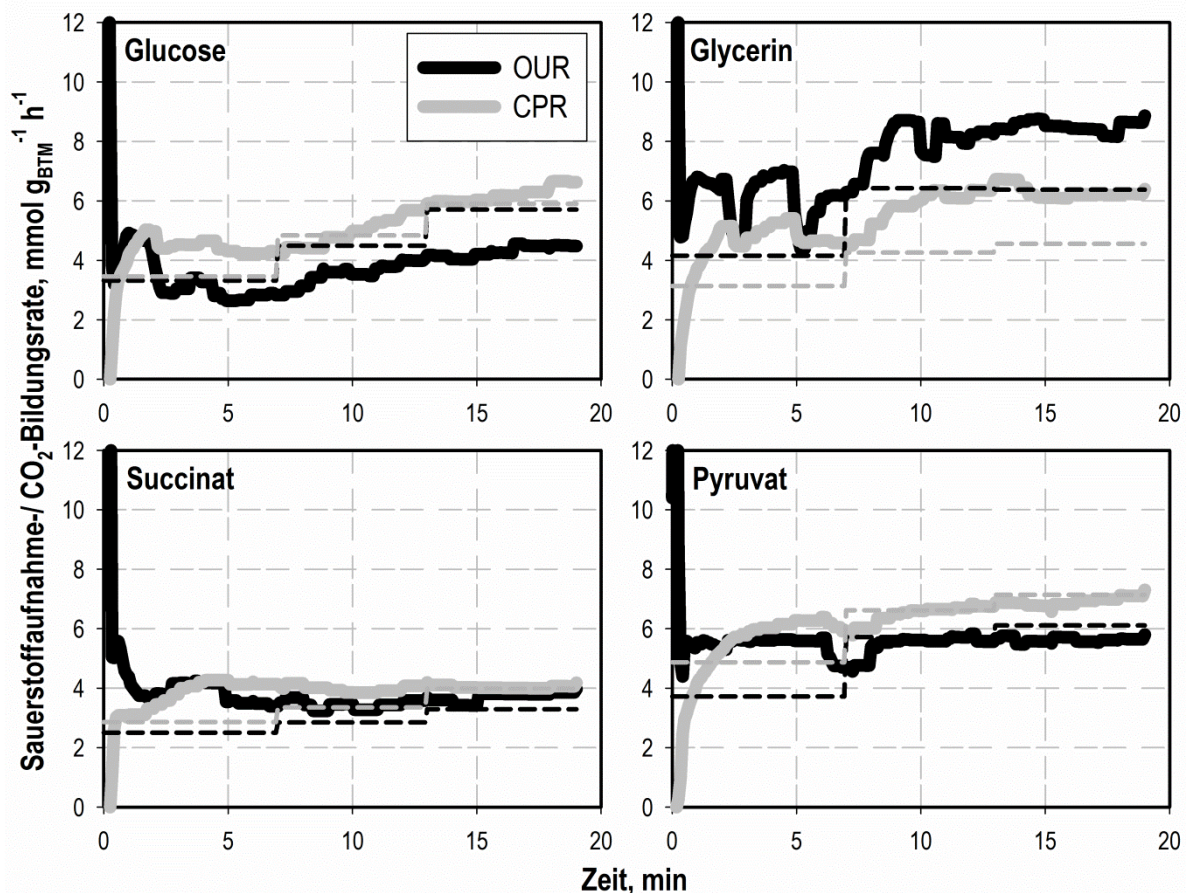 Sauerstoffaufnahme-/ CO₂-Bildungsrate, mmol g_BTM⁻¹ h⁻¹
Glucose
OUR
CPR
12
10
8
6
4
2
0
0 5 10 15 20
Glycerin
12
10
8
6
4
2
0
0 5 10 15 20
Succinat
12
10
8
6
4
2
0
0 5 10 15 20
Pyruvat
12
10
8
6
4
2
0
0 5 10 15 20
Zeit, min